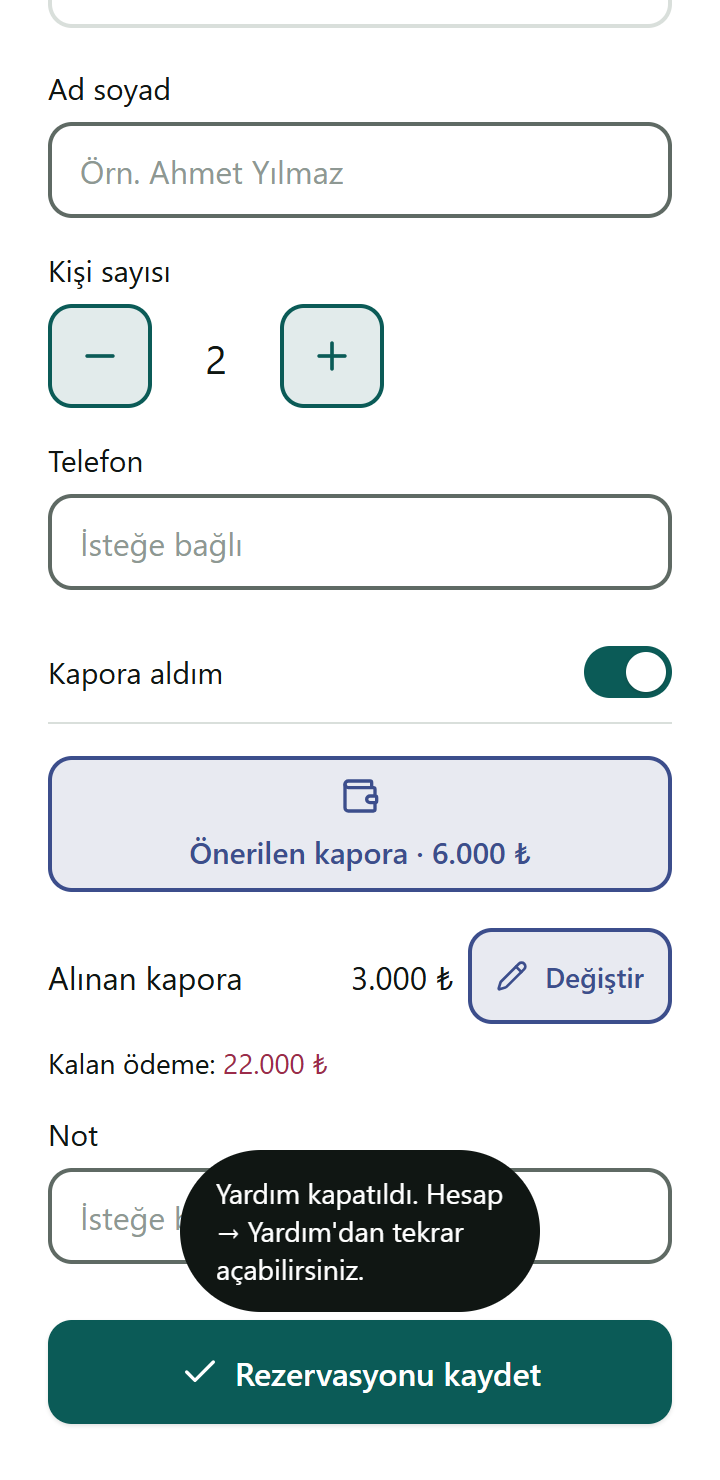 Ad soyad
Örn. Ahmet Yılmaz
Kişi sayısı
2
Telefon
İsteğe bağlı
Kapora aldım
Önerilen kapora · 6.000 ₺
Alınan kapora 3.000 ₺ Değiştir
Kalan ödeme: 22.000 ₺
Not
İsteğe
Yardım kapatıldı. Hesap
→ Yardım'dan tekrar
açabilirsiniz.
Rezervasyonu kaydet